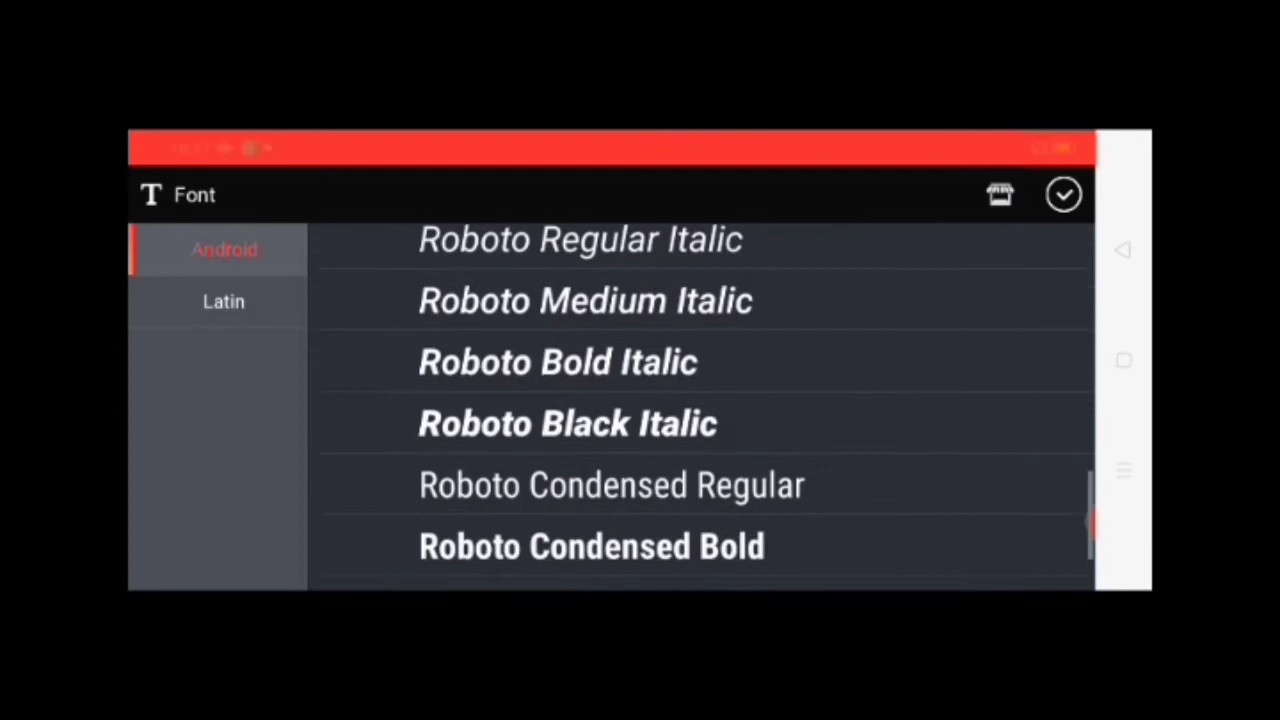 Font
Android
Latin
Roboto Regular Italic
Roboto Medium Italic
Roboto Bold Italic
Roboto Black Italic
Roboto Condensed Regular
Roboto Condensed Bold